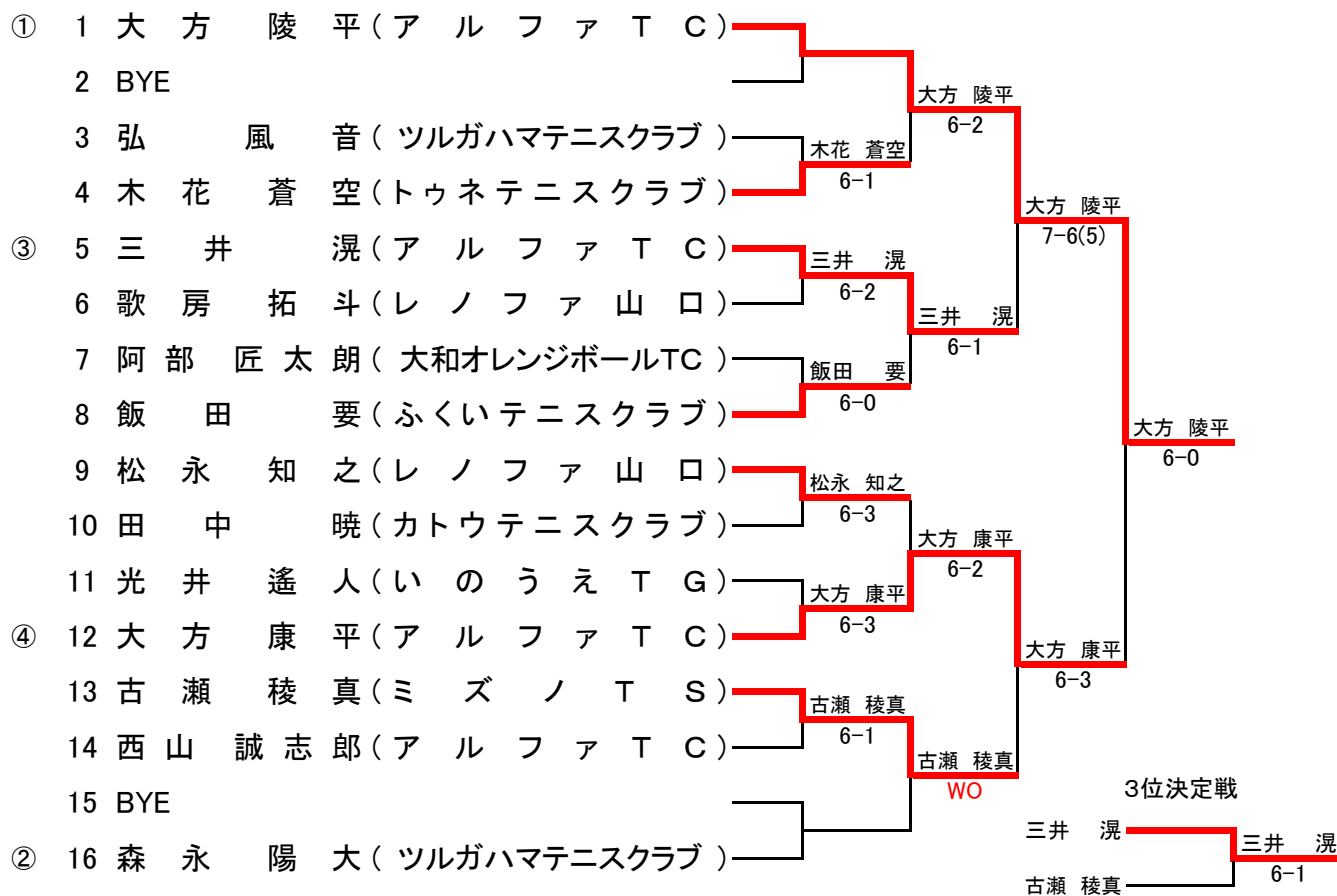 ① 1 大方 陵平(アルファTC)
2 BYE
大方 陵平
6-2
3 弘 風音(ツルガハマテニスクラブ)
木花 蒼空
6-1
4 木花 蒼空(トゥネテニスクラブ)
大方 陵平
7-6(5)
③ 5 三井 滉(アルファTC)
三井 滉
6-2
6 歌房 拓斗(レノファ山口)
三井 滉
6-1
7 阿部 匠太朗(大和オレンジボールTC)
飯田 要
6-0
8 飯田 要(ふくいテニスクラブ)
大方 陵平
6-0
9 松永 知之(レノファ山口)
松永 知之
6-3
10 田中 暁(カトウテニスクラブ)
大方 康平
6-2
11 光井 遙人(いのうえTG)
大方 康平
6-3
④ 12 大方 康平(アルファTC)
大方 康平
6-3
13 古瀬 稜真(ミズノTS)
古瀬 稜真
6-1
14 西山 誠志郎(アルファTC)
古瀬 稜真
WO
15 BYE
② 16 森永 陽大(ツルガハマテニスクラブ)
3位決定戦
三井 滉
三井 滉
6-1
古瀬 稜真